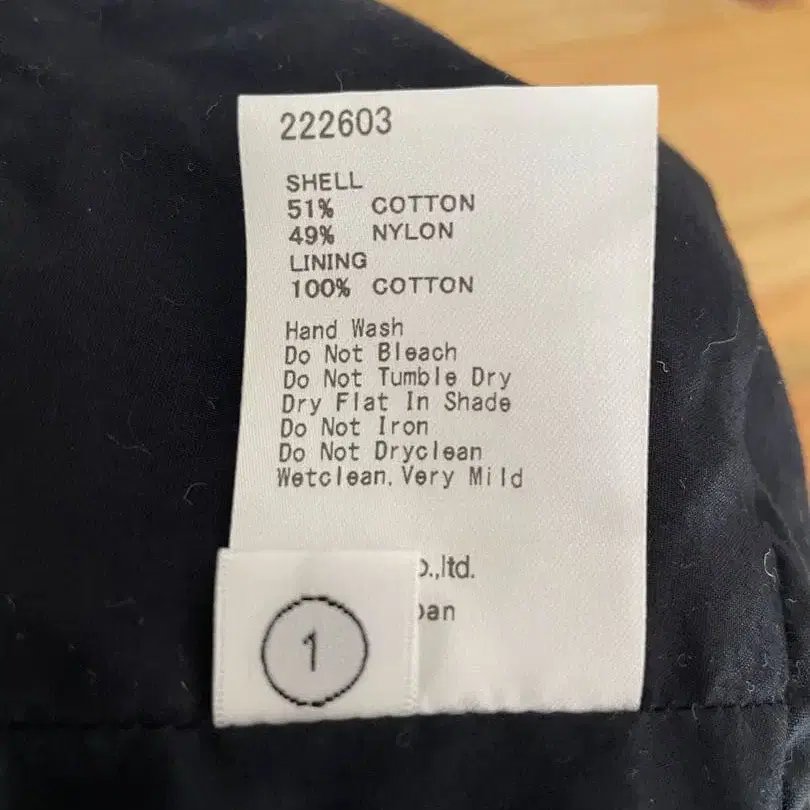 222603
SHELL
51% COTTON
49% NYLON
LINING
100% COTTON
Hand Wash
Do Not Bleach
Do Not Tumble Dry
Dry Flat In Shade
Do Not Iron
Do Not Dryclean
Wetclean, Very Mild
.,ltd.
1